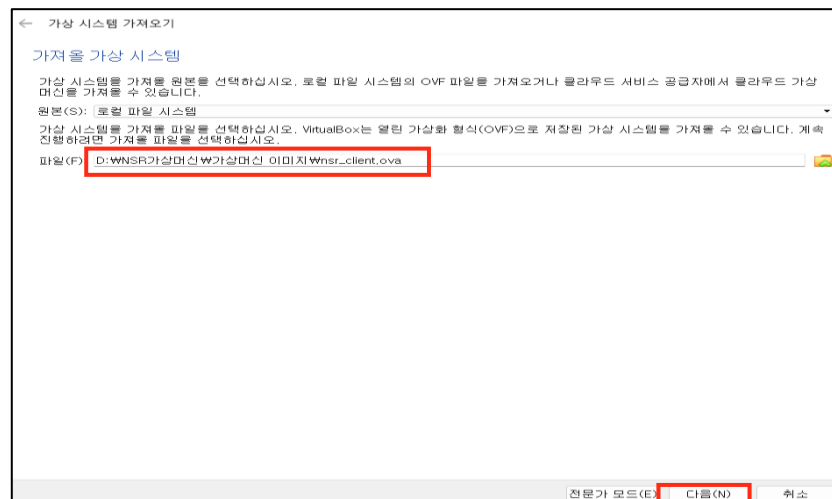 ← 가상 시스템 가져오기
가져올 가상 시스템
가상 시스템을 가져올 원본을 선택하십시오. 로컬 파일 시스템의 OVF 파일을 가져오거나 클라우드 서비스 공급자에서 클라우드 가상
머신을 가져올 수 있습니다.
원본(S): 로컬 파일 시스템
가상 시스템을 가져올 파일을 선택하십시오. VirtualBox는 열린 가상화 형식(OVF)으로 저장된 가상 시스템을 가져올 수 있습니다. 계속
진행하려면 가져올 파일을 선택하십시오.
파일(F) D:₩NSR가상머신₩가상머신 이미지₩nsr_client.ova
전문가 모드(E) 다음(N) 취소